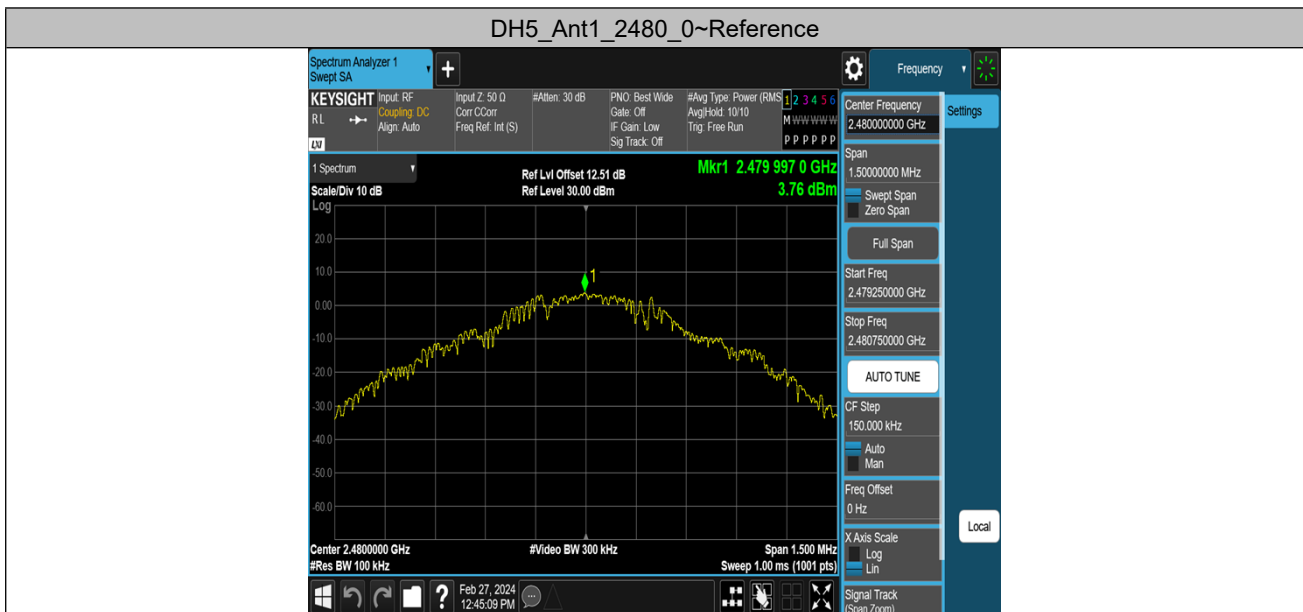 DH5_Ant1_2480_0~Reference
Spectrum Analyzer 1
Swept SA
+
Frequency
KEYSIGHT
RL
LXI
Input: RF
Coupling: DC
Align: Auto
Input Z: 50 Ω
Corr CCorr
Freq Ref: Int (S)
#Atten: 30 dB
PNO: Best Wide
Gate: Off
IF Gain: Low
Sig Track: Off
#Avg Type: Power (RMS
Avg|Hold: 10/10
Trig: Free Run
1 2 3 4 5 6
M W W W W W
P P P P P P
1 Spectrum
Scale/Div 10 dB
Ref Lvl Offset 12.51 dB
Ref Level 30.00 dBm
Mkr1 2.479 997 0 GHz
3.76 dBm
Log
20.0
10.0
0.00
-10.0
-20.0
-30.0
-40.0
-50.0
-60.0
1
Center 2.4800000 GHz
#Res BW 100 kHz
#Video BW 300 kHz
Span 1.500 MHz
Sweep 1.00 ms (1001 pts)
Feb 27, 2024
12:45:09 PM
?
Center Frequency
2.480000000 GHz
Settings
Span
1.50000000 MHz
Swept Span
Zero Span
Full Span
Start Freq
2.479250000 GHz
Stop Freq
2.480750000 GHz
AUTO TUNE
CF Step
150.000 kHz
Auto
Man
Freq Offset
0 Hz
X Axis Scale
Log
Lin
Local
Signal Track
(Span Zoom)